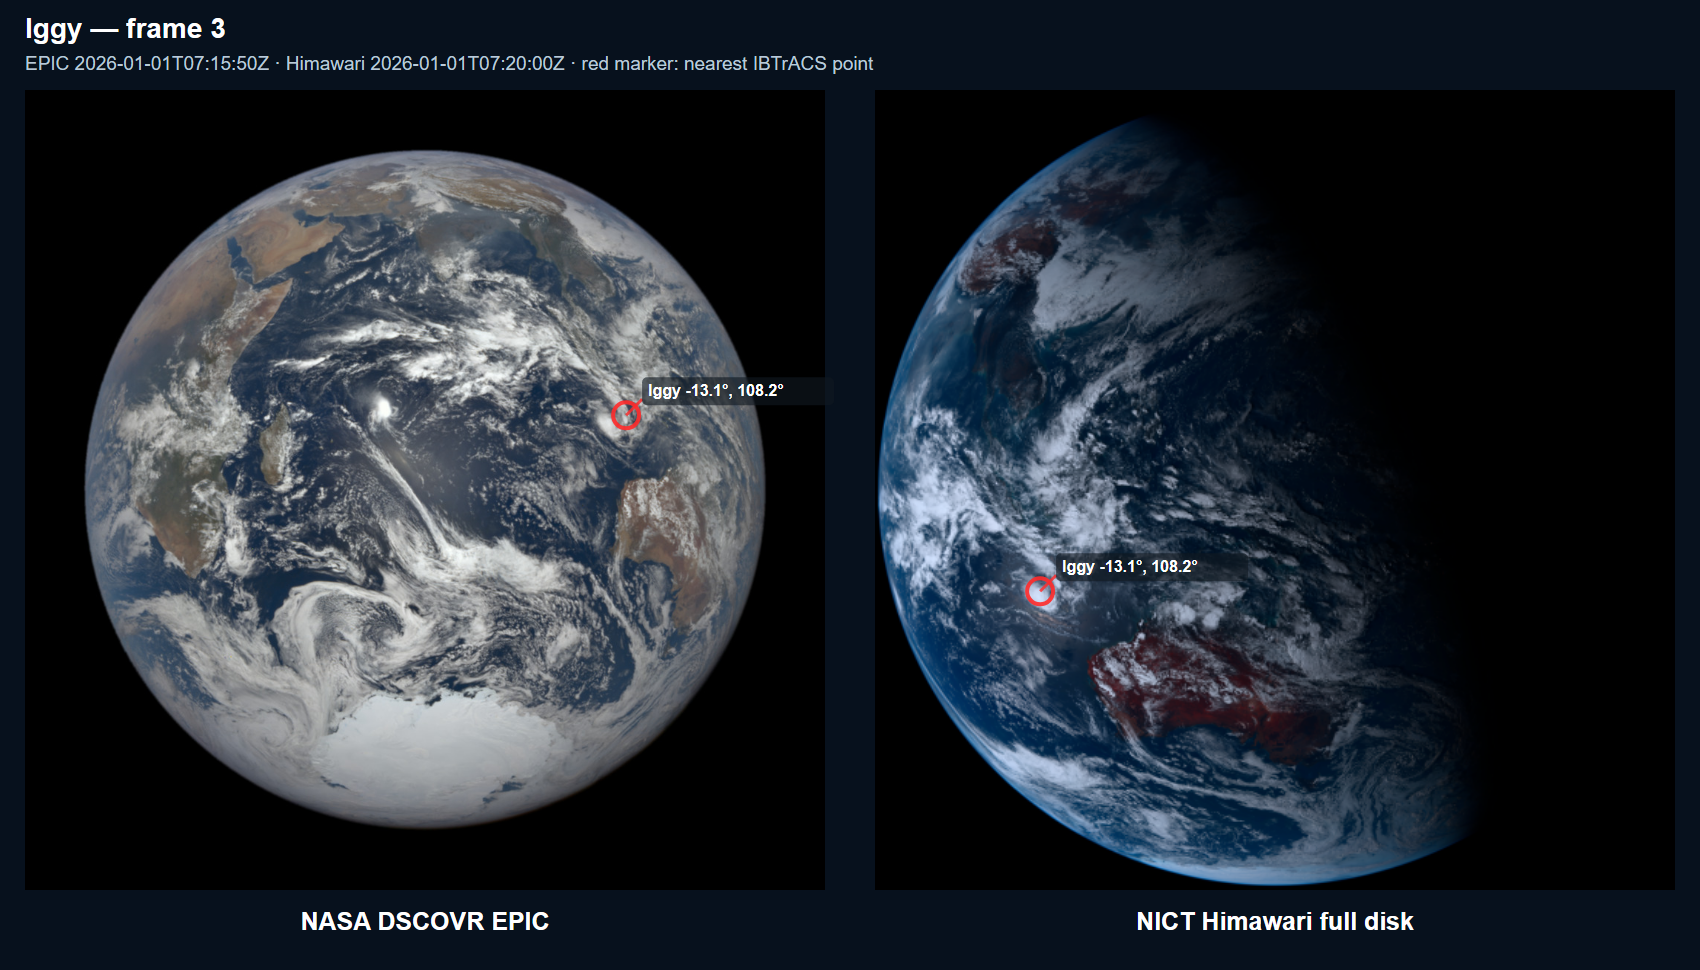 Iggy — frame 3
EPIC 2026-01-01T07:15:50Z · Himawari 2026-01-01T07:20:00Z · red marker: nearest IBTrACS point
Iggy -13.1°, 108.2°
Iggy -13.1°, 108.2°
NASA DSCOVR EPIC
NICT Himawari full disk